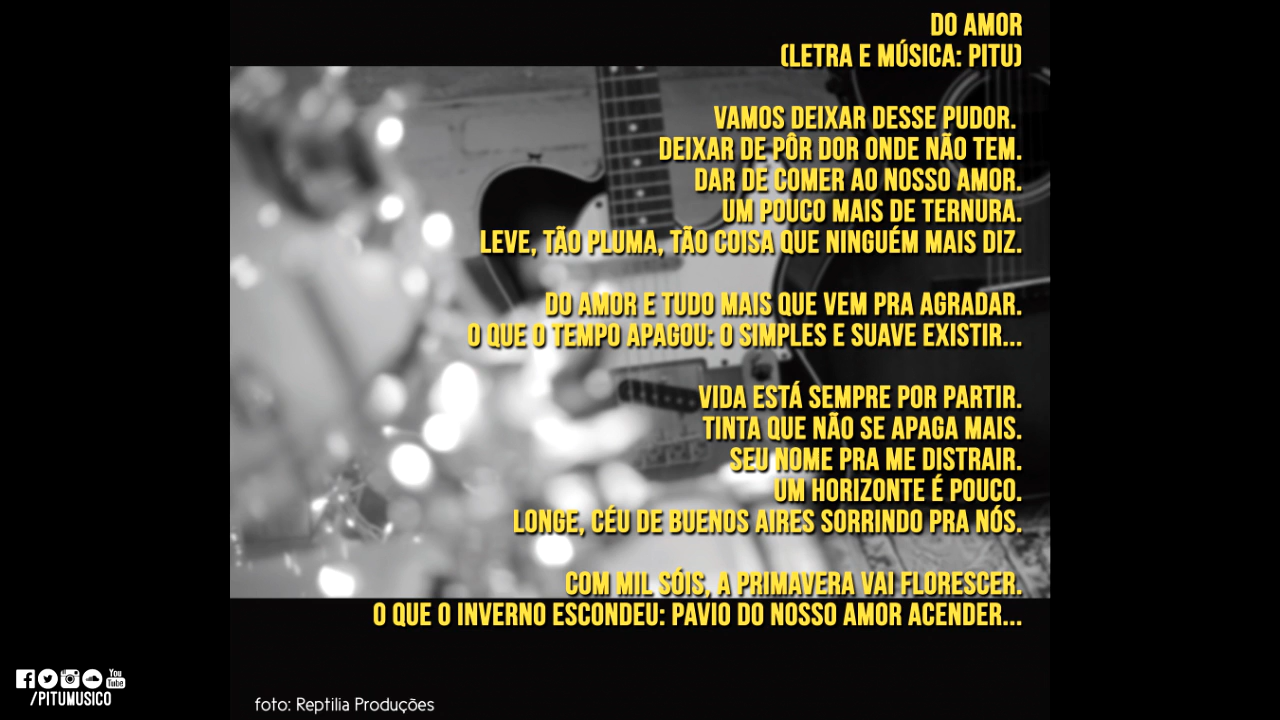 DO AMOR
(LETRA E MÚSICA: PITU)
VAMOS DEIXAR DESSE PUDOR.
DEIXAR DE PÔR DOR ONDE NÃO TEM.
DAR DE COMER AO NOSSO AMOR.
UM POUCO MAIS DE TERNURA.
LEVE, TÃO PLUMA, TÃO COISA QUE NINGUÉM MAIS DIZ.
DO AMOR E TUDO MAIS QUE VEM PRA AGRADAR.
O QUE O TEMPO APAGOU: O SIMPLES E SUAVE EXISTIR...
VIDA ESTÁ SEMPRE POR PARTIR.
TINTA QUE NÃO SE APAGA MAIS.
SEU NOME PRA ME DISTRAIR.
UM HORIZONTE É POUCO.
LONGE, CÉU DE BUENOS AIRES SORRINDO PRA NÓS.
COM MIL SÓIS, A PRIMAVERA VAI FLORESCER.
O QUE O INVERNO ESCONDEU: PAVIO DO NOSSO AMOR ACENDER...
You
Tube
/PITUMUSICO
foto: Reptilia Produções